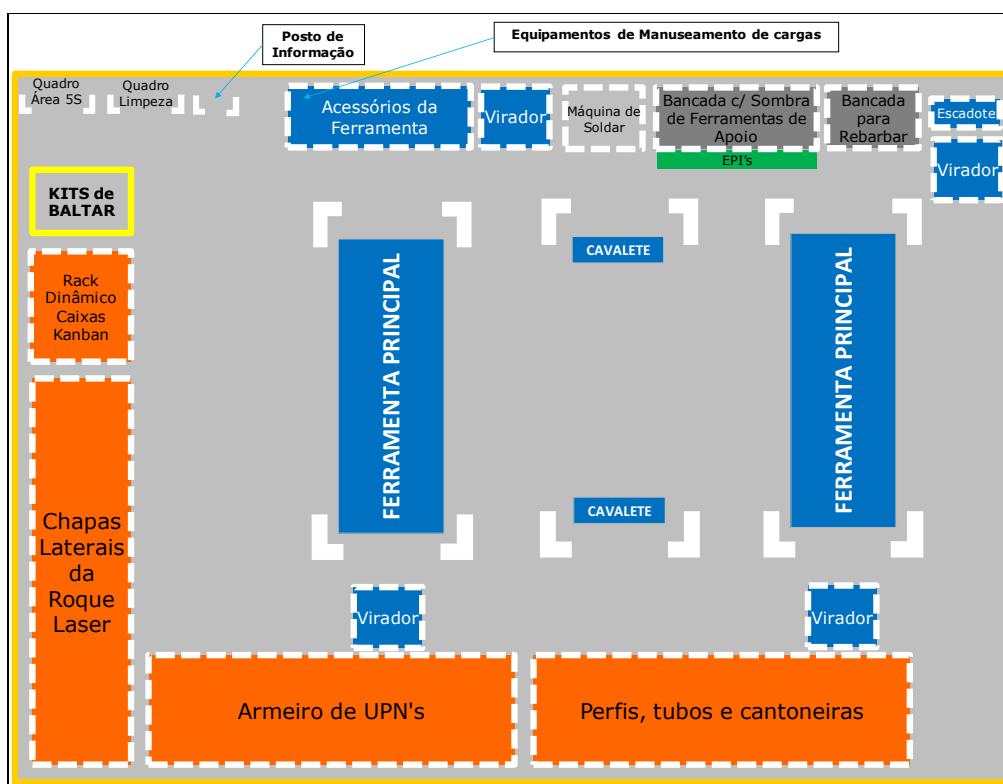 Posto de
Informação
Equipamentos de Manuseamento de cargas
Quadro
Área 5S
Quadro
Limpeza
Acessórios da
Ferramenta
Virador
Máquina de
Soldar
Bancada c/ Sombra
de Ferramentas de
Apoio
EPI's
Bancada
para
Rebarbar
Escadote
Virador
KITS de
BALTAR
Rack
Dinâmico
Caixas
Kanban
FERRAMENTA PRINCIPAL
CAVALETE
CAVALETE
FERRAMENTA PRINCIPAL
Chapas
Laterais
da
Roque
Laser
Virador
Virador
Armeiro de UPN's
Perfis, tubos e cantoneiras